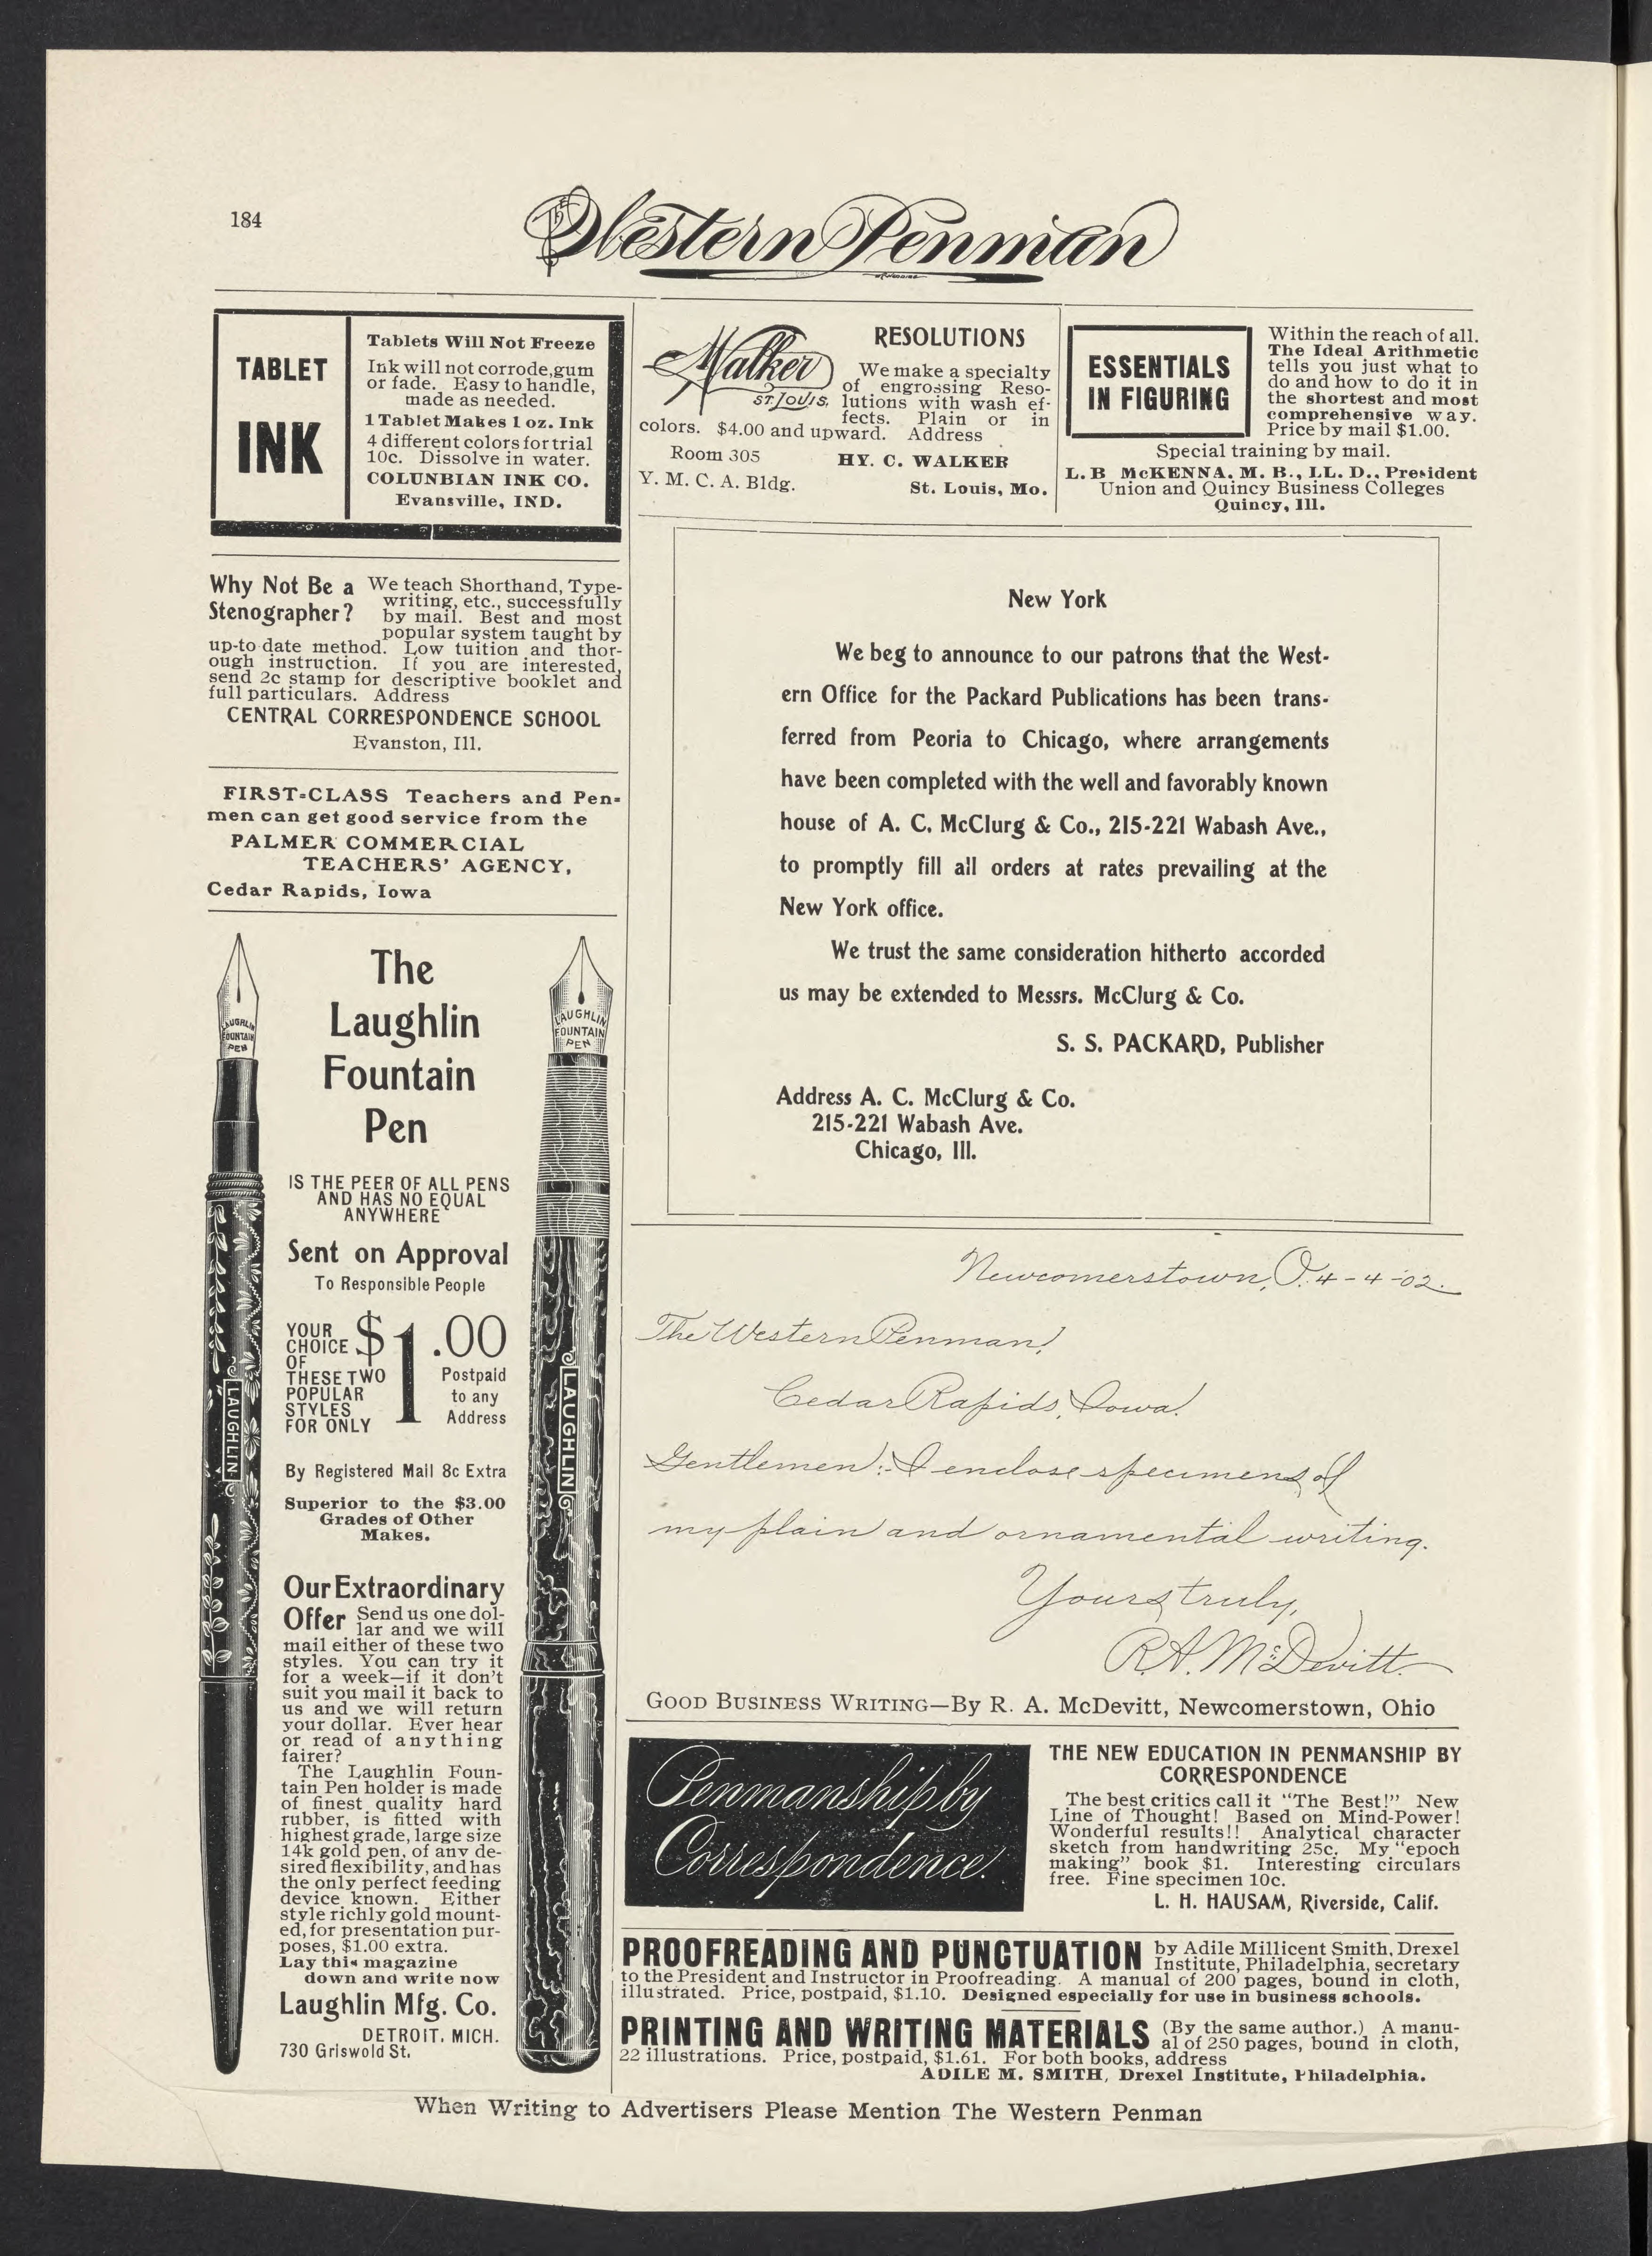 184
The Western Penman
TABLET
INK
Tablets Will Not Freeze
Ink will not corrode, gum
or fade. Easy to handle,
made as needed.
1 Tablet Makes 1 oz. Ink
4 different colors for trial
10c. Dissolve in water.
COLUNBIAN INK CO.
Evansville, IND.
Walker
ST. LOUIS.
RESOLUTIONS
We make a specialty
of engrossing Reso-
lutions with wash ef-
fects. Plain or in
colors. $4.00 and upward. Address
Room 305
HY. C. WALKER
Y. M. C. A. Bldg.
St. Louis, Mo.
ESSENTIALS
IN FIGURING
Within the reach of all.
The Ideal Arithmetic
tells you just what to
do and how to do it in
the shortest and most
comprehensive way.
Price by mail $1.00.
Special training by mail.
L. B McKENNA, M. B., LL. D., President
Union and Quincy Business Colleges
Quincy, Ill.
Why Not Be a
Stenographer?
We teach Shorthand, Type-
writing, etc., successfully
by mail. Best and most
popular system taught by
up-to date method. Low tuition and thor-
ough instruction. If you are interested,
send 2c stamp for descriptive booklet and
full particulars. Address
CENTRAL CORRESPONDENCE SCHOOL
Evanston, Ill.
FIRST-CLASS Teachers and Pen-
men can get good service from the
PALMER COMMERCIAL
TEACHERS' AGENCY,
Cedar Rapids, Iowa
LAUGHLIN
FOUNTAIN
PEN
LAUGHLIN
LAUGHLIN
FOUNTAIN
PEN
LAUGHLIN
The
Laughlin
Fountain
Pen
IS THE PEER OF ALL PENS
AND HAS NO EQUAL
ANYWHERE
Sent on Approval
To Responsible People
YOUR
CHOICE
OF
THESE TWO
POPULAR
STYLES
FOR ONLY
$1.00
Postpaid
to any
Address
By Registered Mail 8c Extra
Superior to the $3.00
Grades of Other
Makes.
Our Extraordinary
Offer Send us one dol-
lar and we will
mail either of these two
styles. You can try it
for a week—if it don't
suit you mail it back to
us and we will return
your dollar. Ever hear
or read of anything
fairer?
The Laughlin Foun-
tain Pen holder is made
of finest quality hard
rubber, is fitted with
highest grade, large size
14k gold pen, of any de-
sired flexibility, and has
the only perfect feeding
device known. Either
style richly gold mount-
ed, for presentation pur-
poses, $1.00 extra.
Lay this magazine
down and write now
Laughlin Mfg. Co.
DETROIT, MICH.
730 Griswold St.
New York
We beg to announce to our patrons that the West-
ern Office for the Packard Publications has been trans-
ferred from Peoria to Chicago, where arrangements
have been completed with the well and favorably known
house of A. C. McClurg & Co., 215-221 Wabash Ave.,
to promptly fill all orders at rates prevailing at the
New York office.
We trust the same consideration hitherto accorded
us may be extended to Messrs. McClurg & Co.
S. S. PACKARD, Publisher
Address A. C. McClurg & Co.
215-221 Wabash Ave.
Chicago, Ill.
Newcomerstown, O. 4-4-'02.
The Western Penman,
Cedar Rapids, Iowa.
Gentlemen:- I enclose specimens of
my plain and ornamental writing.
Yours truly,
R. A. McDevitt.
GOOD BUSINESS WRITING—By R. A. McDevitt, Newcomerstown, Ohio
Penmanship by
Correspondence.
THE NEW EDUCATION IN PENMANSHIP BY
CORRESPONDENCE
The best critics call it "The Best!" New
Line of Thought! Based on Mind-Power!
Wonderful results!! Analytical character
sketch from handwriting 25c. My "epoch
making" book $1. Interesting circulars
free. Fine specimen 10c.
L. H. HAUSAM, Riverside, Calif.
PROOFREADING AND PUNCTUATION by Adile Millicent Smith, Drexel
Institute, Philadelphia, secretary
to the President and Instructor in Proofreading. A manual of 200 pages, bound in cloth,
illustrated. Price, postpaid, $1.10. Designed especially for use in business schools.
PRINTING AND WRITING MATERIALS (By the same author.) A manu-
al of 250 pages, bound in cloth,
22 illustrations. Price, postpaid, $1.61. For both books, address
ADILE M. SMITH, Drexel Institute, Philadelphia.
When Writing to Advertisers Please Mention The Western Penman